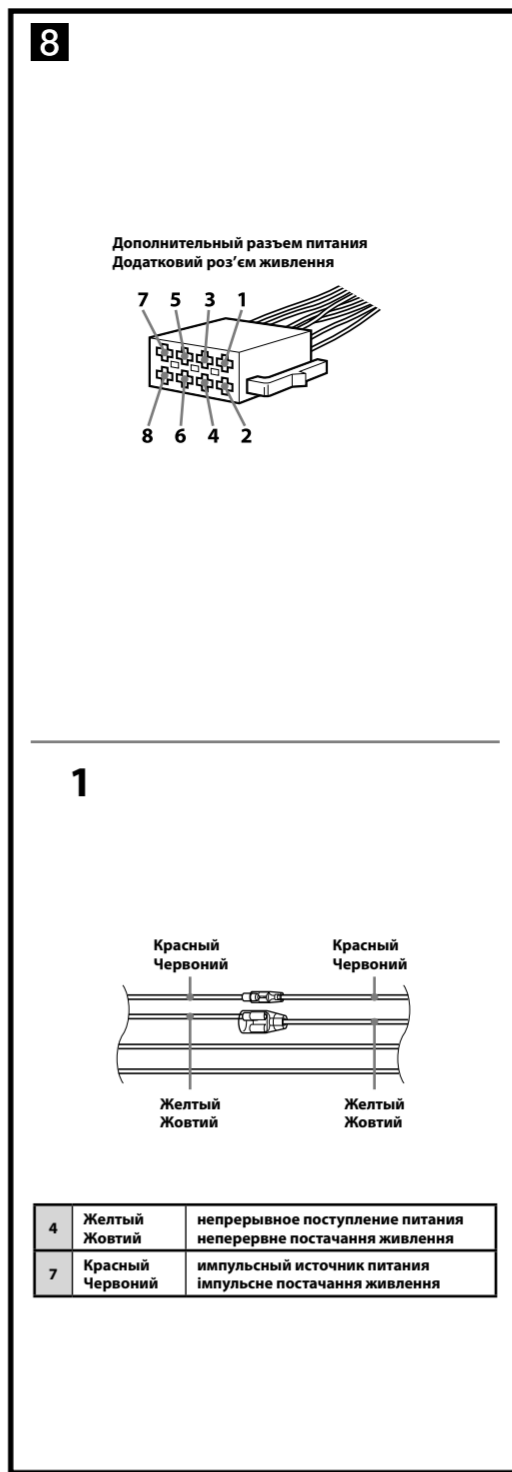 8
Дополнительный разъем питания
Додатковий роз’єм живлення
7 5 3 1
8 6 4 2
1
Красный Красный
Червоний Червоний
Желтый Желтый
Жовтий Жовтий
4 Желтый непрерывное поступление питания
Жовтий неперервне постачання живлення
7 Красный импульсный источник питания
Червоний імпульсне постачання живлення